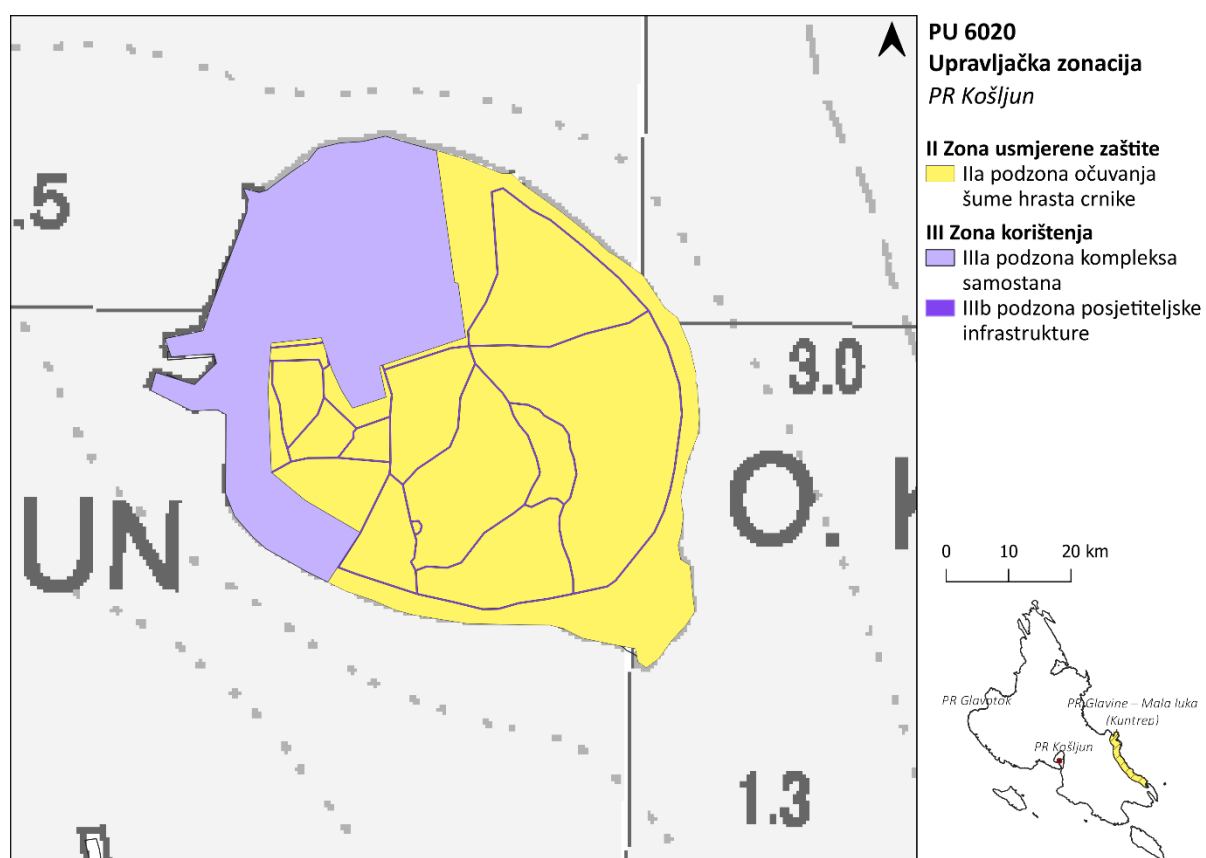 PU 6020
Upravljačka zonacija
PR Košljun
II Zona usmjerene zaštite
IIa podzona očuvanja
šume hrasta crnike
III Zona korištenja
IIIa podzona kompleksa
samostana
IIIb podzona posjetiteljske
infrastrukture
.5
3.0
UN
O. K
1.3
0 10 20 km
PR Glavotok
PR Glavine – Mala luka
(Kuntrep)
PR Košljun